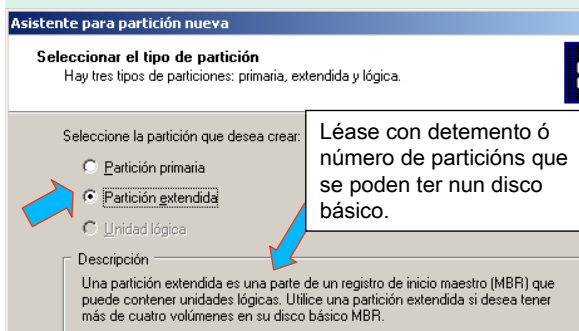 Asistente para partición nueva
Seleccionar el tipo de partición
Hay tres tipos de particiones: primaria, extendida y lógica.
Seleccione la partición que desea crear:
Partición primaria
Partición extendida
Unidad lógica
Léase con detemento ó
número de particións que
se poden ter nun disco
básico.
Descripción
Una partición extendida es una parte de un registro de inicio maestro (MBR) que
puede contener unidades lógicas. Utilice una partición extendida si desea tener
más de cuatro volúmenes en su disco básico MBR.